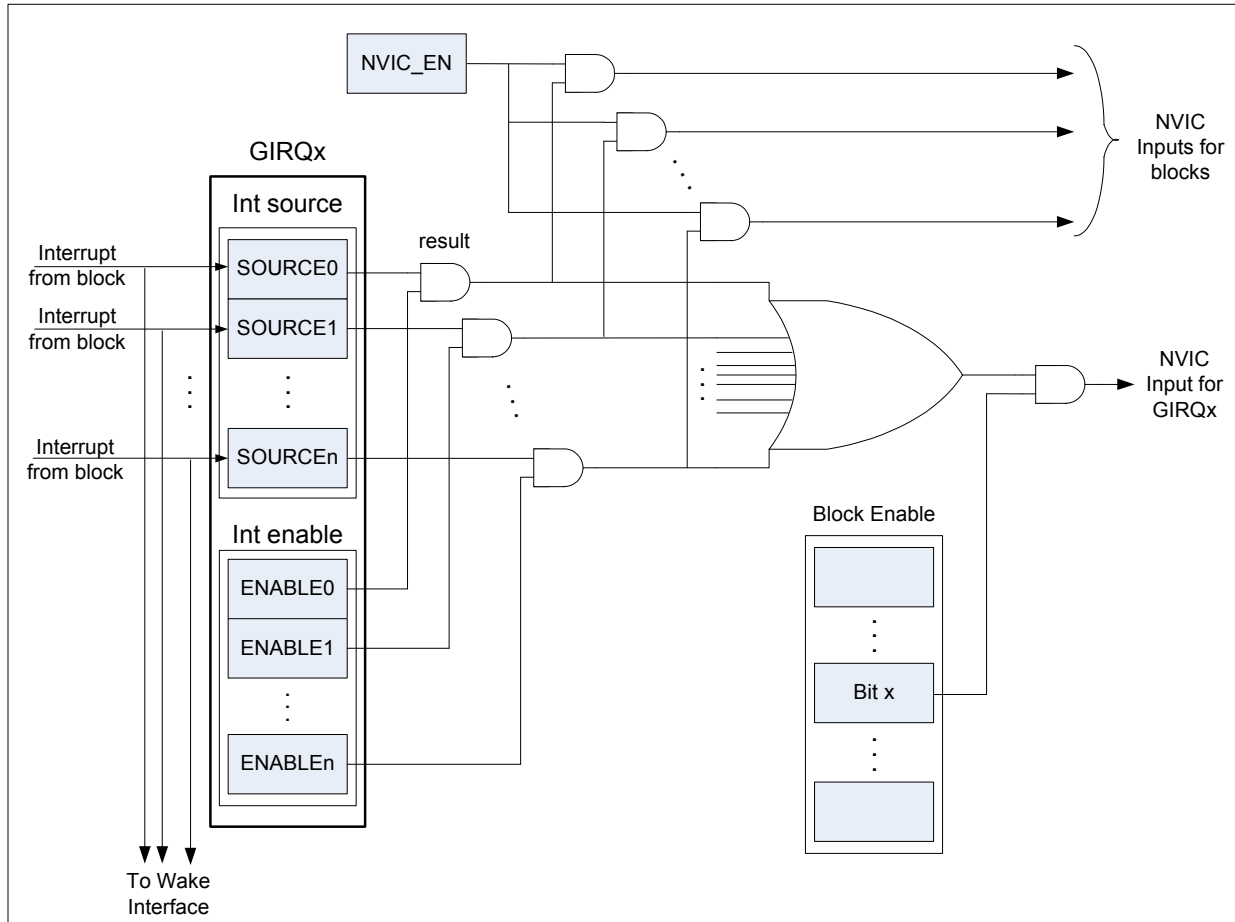 NVIC_EN
NVIC
Inputs for
blocks
GIRQx
Int source
result
Interrupt
from block
SOURCE0
Interrupt
from block
SOURCE1
NVIC
Input for
GIRQx
Interrupt
from block
SOURCEn
Block Enable
Int enable
ENABLE0
ENABLE1
Bit x
ENABLEn
To Wake
Interface